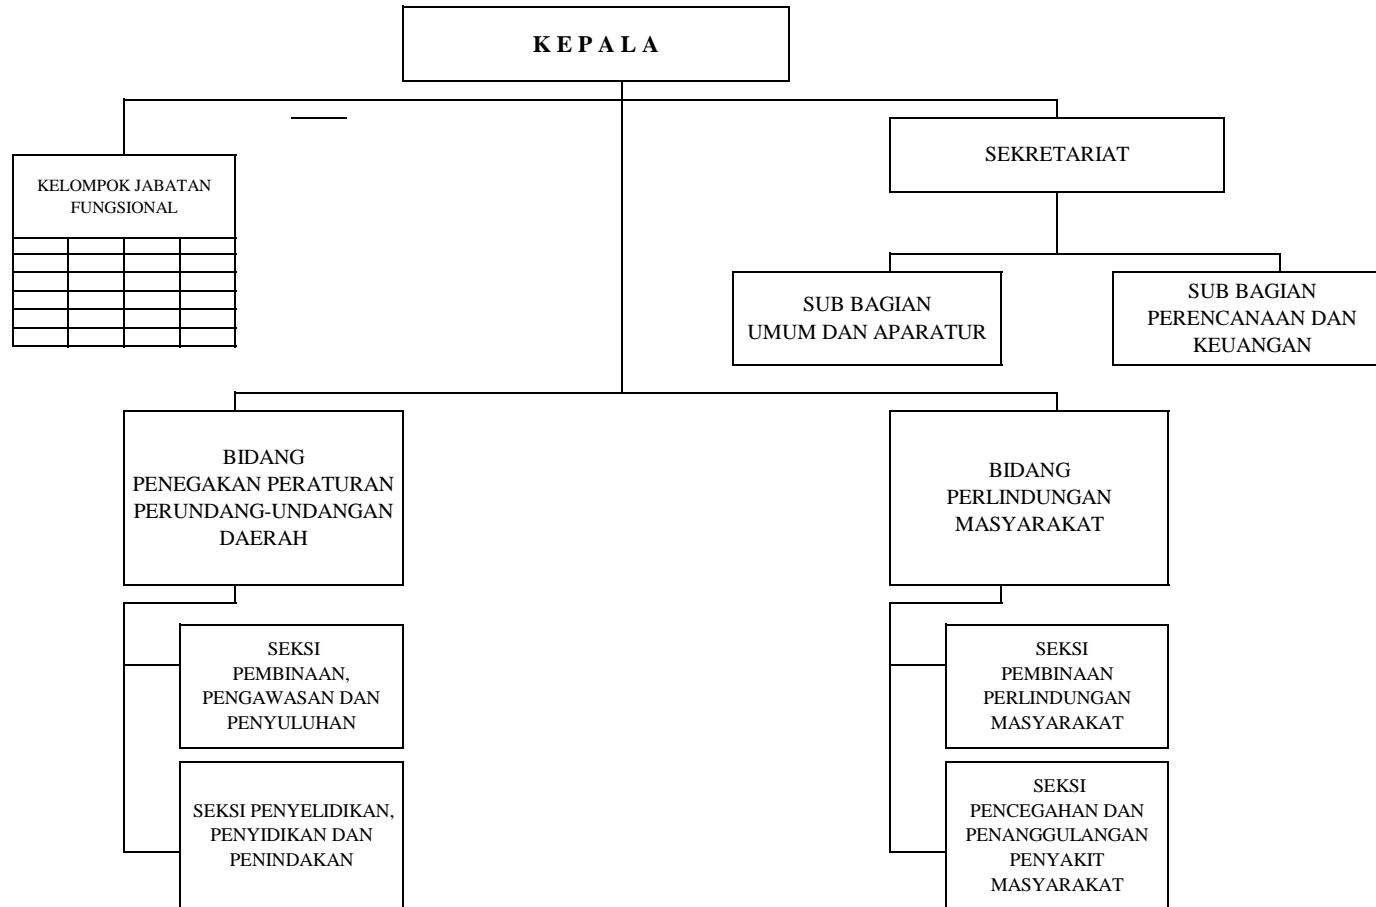 K E P A L A
SEKRETARIAT
KELOMPOK JABATAN
FUNGSIONAL
SUB BAGIAN
UMUM DAN APARATUR
SUB BAGIAN
PERENCANAAN DAN
KEUANGAN
BIDANG
PENEGAKAN PERATURAN
PERUNDANG-UNDANGAN
DAERAH
BIDANG
PERLINDUNGAN
MASYARAKAT
SEKSI
PEMBINAAN,
PENGAWASAN DAN
PENYULUHAN
SEKSI
PEMBINAAN
PERLINDUNGAN
MASYARAKAT
SEKSI PENYELIDIKAN,
PENYIDIKAN DAN
PENINDAKAN
SEKSI
PENCEGAHAN DAN
PENANGGULANGAN
PENYAKIT
MASYARAKAT